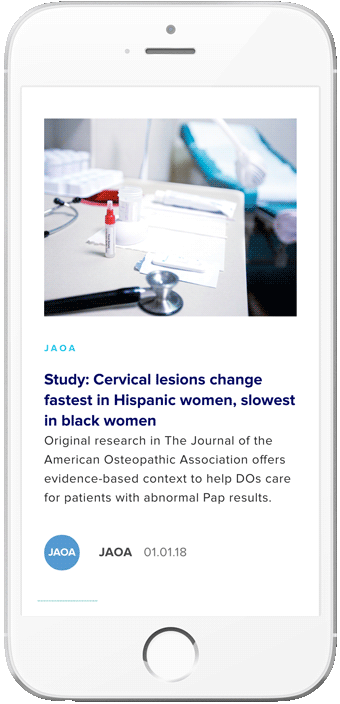 JAOA
Study: Cervical lesions change
fastest in Hispanic women, slowest
in black women
Original research in The Journal of the
American Osteopathic Association offers
evidence-based context to help DOs care
for patients with abnormal Pap results.
JAOA JAOA 01.01.18